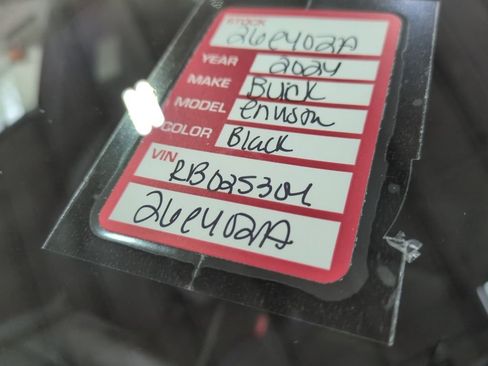 STOCK
26e402A
YEAR 2024
MAKE Buick
MODEL envision
COLOR Black
VIN
RB025304
26e402A